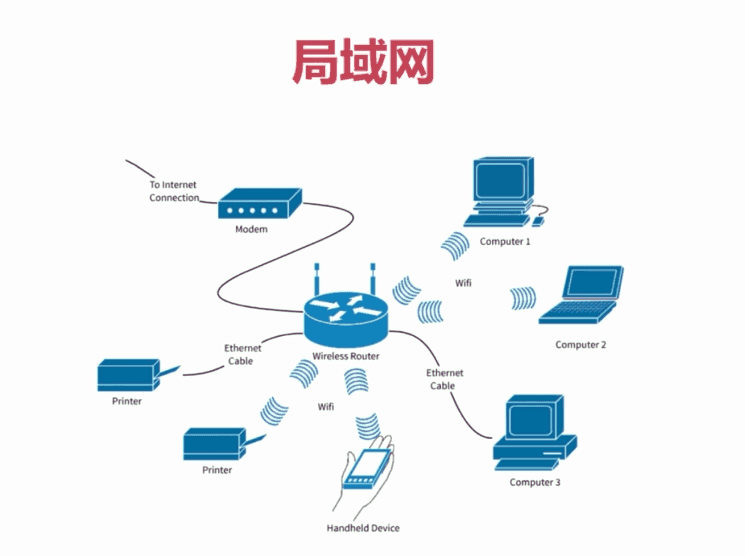 局域网
To Internet
Connection
Modem
Computer 1
Wifi
Computer 2
Wireless Router
Ethernet
Cable
Printer
Ethernet
Cable
Wifi
Printer
Computer 3
Handheld Device